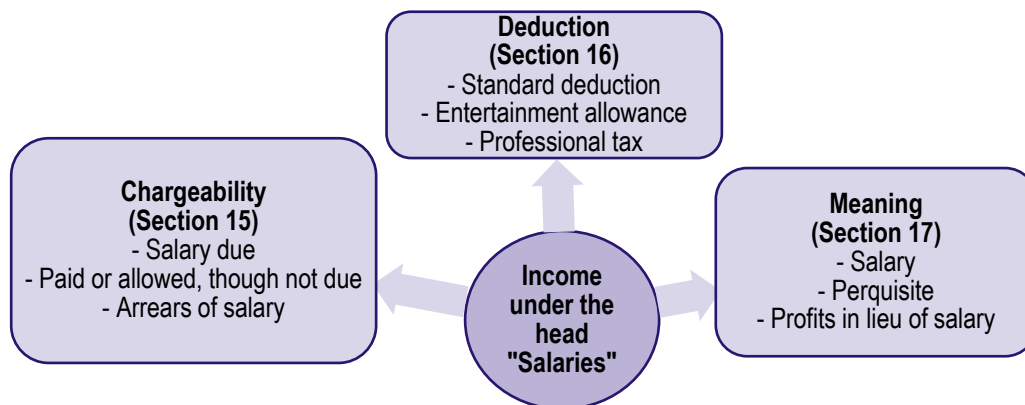 Deduction
(Section 16)
- Standard deduction
- Entertainment allowance
- Professional tax
Chargeability
(Section 15)
- Salary due
- Paid or allowed, though not due
- Arrears of salary
Meaning
(Section 17)
- Salary
- Perquisite
- Profits in lieu of salary
Income
under the
head
"Salaries"